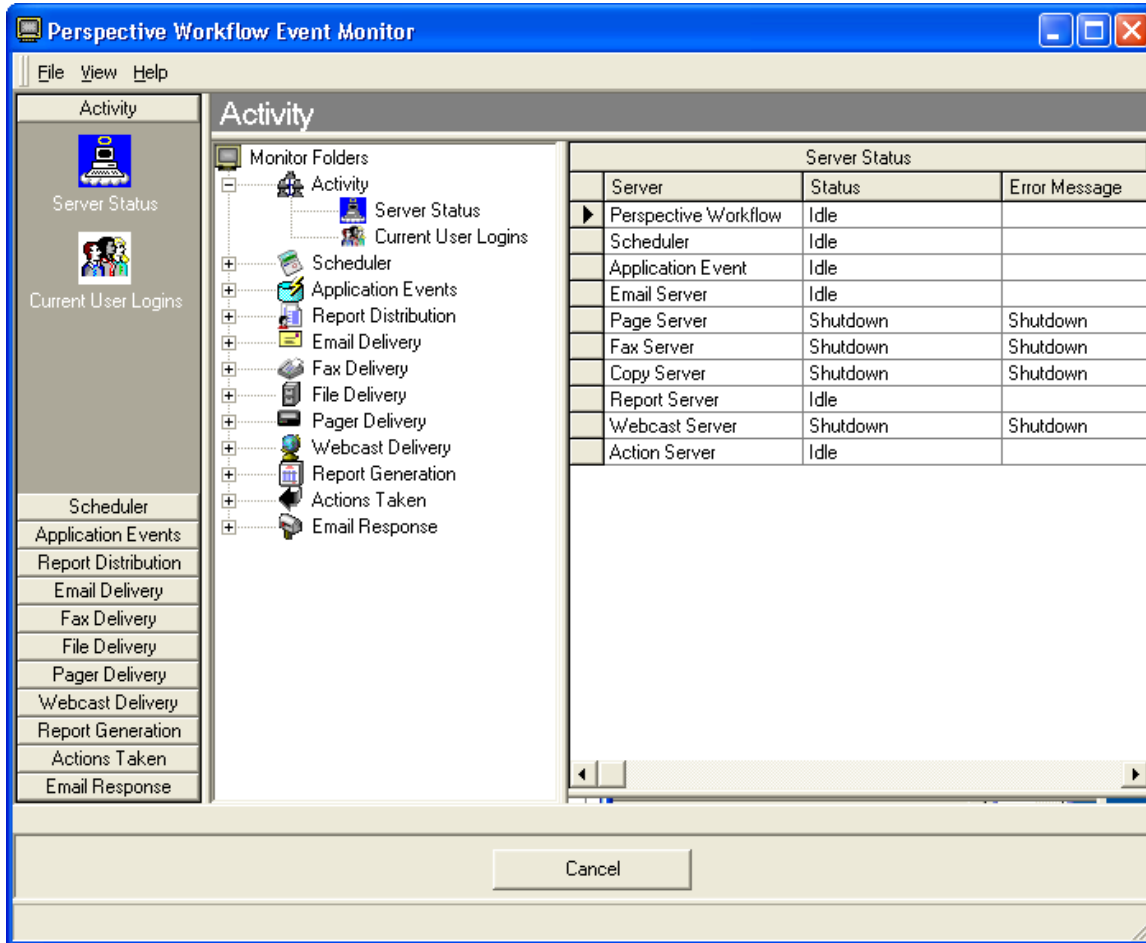 Perspective Workflow Event Monitor
File View Help
Activity
Server Status
Current User Logins
Scheduler
Application Events
Report Distribution
Email Delivery
Fax Delivery
File Delivery
Pager Delivery
Webcast Delivery
Report Generation
Actions Taken
Email Response
Activity
Monitor Folders
Activity
Server Status
Current User Logins
Scheduler
Application Events
Report Distribution
Email Delivery
Fax Delivery
File Delivery
Pager Delivery
Webcast Delivery
Report Generation
Actions Taken
Email Response
Server Status
Server Status Error Message
Perspective Workflow Idle
Scheduler Idle
Application Event Idle
Email Server Idle
Page Server Shutdown Shutdown
Fax Server Shutdown Shutdown
Copy Server Shutdown Shutdown
Report Server Idle
Webcast Server Shutdown Shutdown
Action Server Idle
Cancel